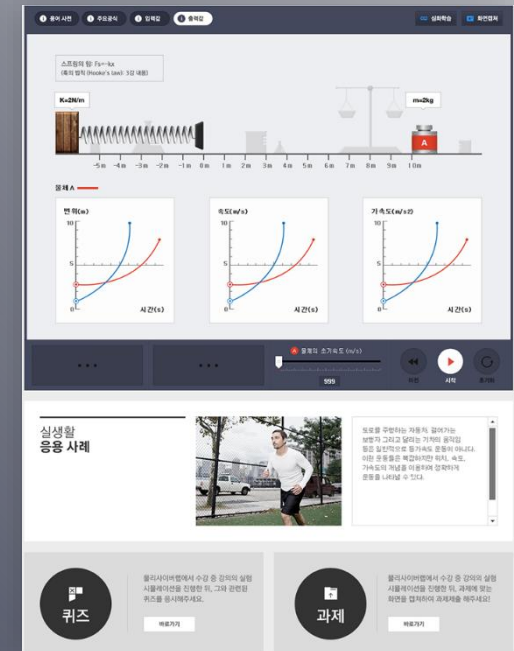 용어 사전
주요공식
입력값
출력값
심화학습
화면캡쳐
스프링의 힘: Fs=-kx
(훅의 법칙 (Hooke's law): 3강 내용)
K=2N/m
m=2kg
A
-5m -4m -3m -2m -1m 0m 1m 2m 3m 4m 5m 6m 7m 8m 9m 10m
물체 A
변위(m)
10
5
0
시간(s)
속도(m/s)
10
5
0
시간(s)
가속도(m/s2)
10
5
0
시간(s)
A 물체의 초기속도 (m/s)
999
시작
초기화
실생활
응용 사례
도로를 주행하는 자동차, 걸어가는
보행자 그리고 달리는 기차의 움직임
등은 일반적으로 등가속도 운동이 아니다.
이런 운동들은 복잡하지만 위치, 속도,
가속도의 개념을 이용하여 정확하게
운동을 나타낼 수 있다.
퀴즈
물리사이버랩에서 수강 중 강의의 실험
시뮬레이션을 진행한 뒤, 그와 관련된
퀴즈를 응시해주세요.
바로가기
과제
물리사이버랩에서 수강 중 강의의 실험
시뮬레이션을 진행한 뒤, 과제에 맞는
화면을 캡쳐하여 과제제출 해주세요!
바로가기